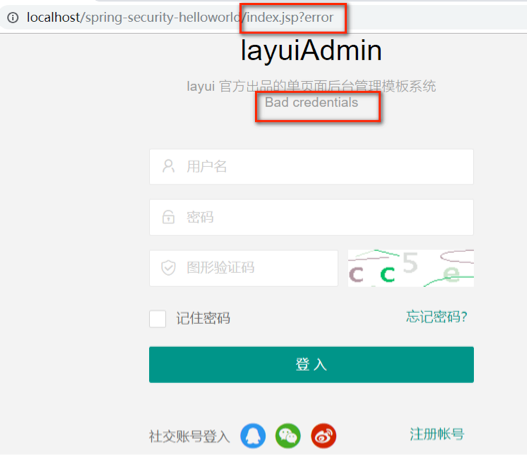 localhost/spring-security-helloworld/index.jsp?error
layuiAdmin
layui 官方出品的单页面后台管理模板系统
Bad credentials
用户名
密码
图形验证码
c c 5 e
记住密码
忘记密码?
登 入
社交账号登入
注册帐号